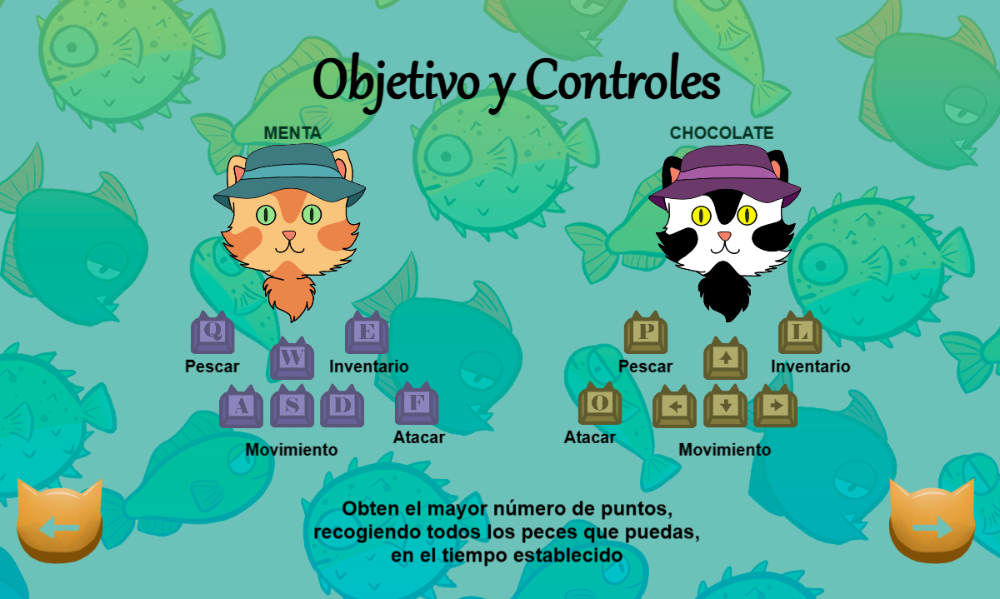 Objetivo y Controles
MENTA
CHOCOLATE
Q
E
W
Pescar
Inventario
A
S
D
F
Atacar
Movimiento
P
L
Pescar
Inventario
O
Atacar
Movimiento
Obten el mayor número de puntos,
recogiendo todos los peces que puedas,
en el tiempo establecido